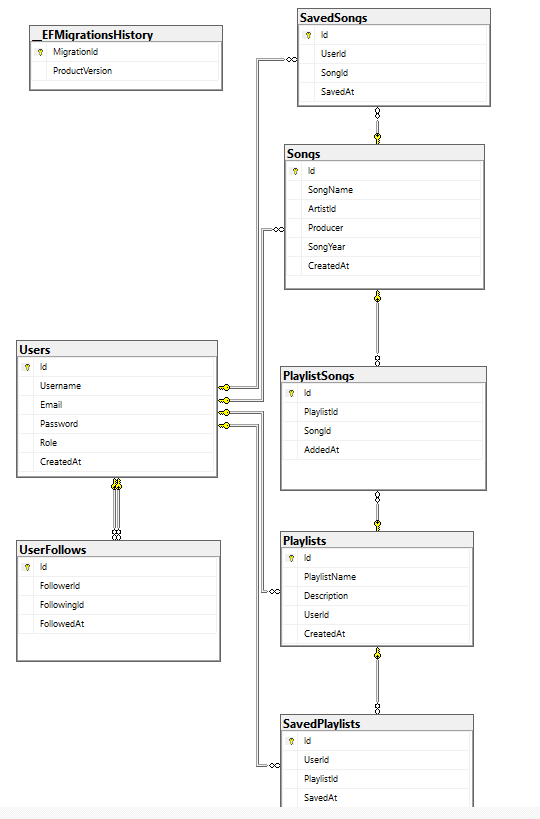 __EFMigrationsHistory
MigrationId
ProductVersion
SavedSongs
Id
UserId
SongId
SavedAt
Songs
Id
SongName
ArtistId
Producer
SongYear
CreatedAt
Users
Id
Username
Email
Password
Role
CreatedAt
PlaylistSongs
Id
PlaylistId
SongId
AddedAt
UserFollows
Id
FollowerId
FollowingId
FollowedAt
Playlists
Id
PlaylistName
Description
UserId
CreatedAt
SavedPlaylists
Id
UserId
PlaylistId
SavedAt